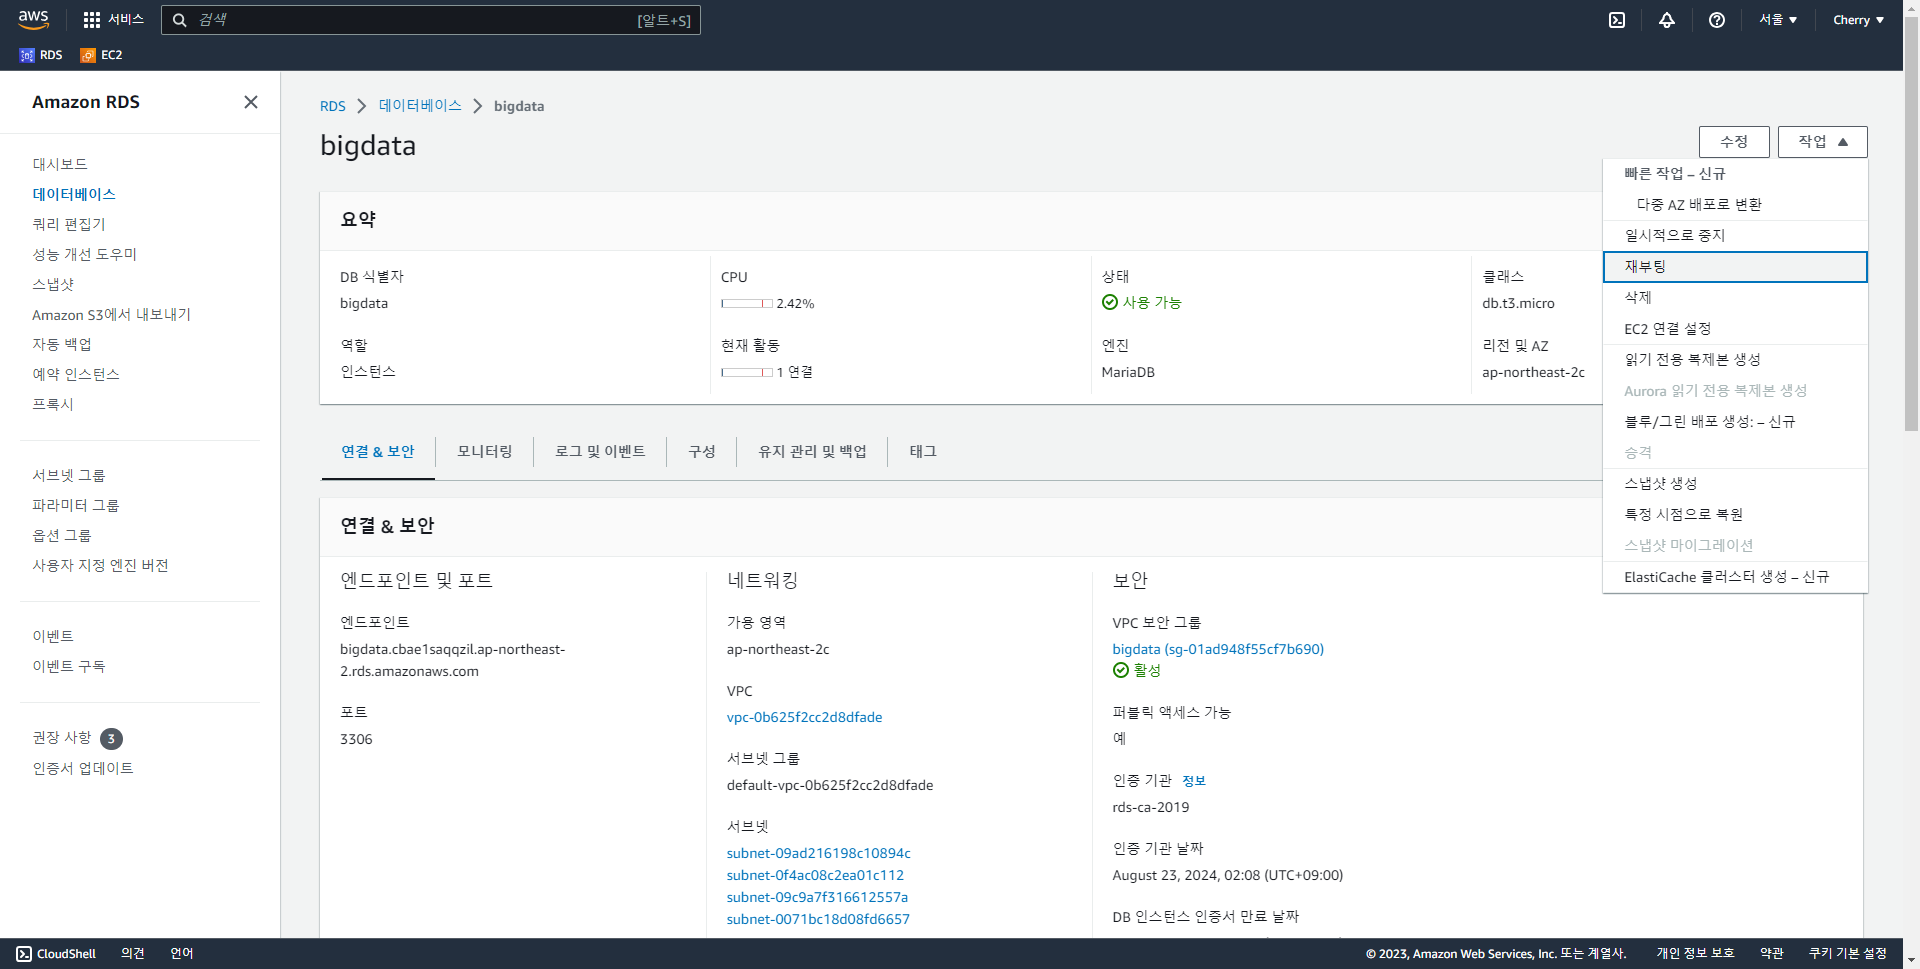 aws
서비스
검색
[알트+S]
서울 ▼
Cherry ▼
RDS
EC2
Amazon RDS
대시보드
데이터베이스
쿼리 편집기
성능 개선 도우미
스냅샷
Amazon S3에서 내보내기
자동 백업
예약 인스턴스
프록시
서브넷 그룹
파라미터 그룹
옵션 그룹
사용자 지정 엔진 버전
이벤트
이벤트 구독
권장 사항 3
인증서 업데이트
RDS > 데이터베이스 > bigdata
bigdata
수정
작업 ▲
빠른 작업 – 신규
다중 AZ 배포로 변환
일시적으로 중지
재부팅
삭제
EC2 연결 설정
읽기 전용 복제본 생성
Aurora 읽기 전용 복제본 생성
블루/그린 배포 생성: – 신규
승격
스냅샷 생성
특정 시점으로 복원
스냅샷 마이그레이션
ElastiCache 클러스터 생성 – 신규
요약
DB 식별자
bigdata
CPU
2.42%
상태
사용 가능
클래스
db.t3.micro
역할
인스턴스
현재 활동
1 연결
엔진
MariaDB
리전 및 AZ
ap-northeast-2c
연결 & 보안
모니터링
로그 및 이벤트
구성
유지 관리 및 백업
태그
연결 & 보안
엔드포인트 및 포트
엔드포인트
bigdata.cbae1saqqzil.ap-northeast-
2.rds.amazonaws.com
포트
3306
네트워킹
가용 영역
ap-northeast-2c
VPC
vpc-0b625f2cc2d8dfade
서브넷 그룹
default-vpc-0b625f2cc2d8dfade
서브넷
subnet-09ad216198c10894c
subnet-0f4ac08c2ea01c112
subnet-09c9a7f316612557a
subnet-0071bc18d08fd6657
보안
VPC 보안 그룹
bigdata (sg-01ad948f55cf7b690)
활성
퍼블릭 액세스 가능
예
인증 기관 정보
rds-ca-2019
인증 기관 날짜
August 23, 2024, 02:08 (UTC+09:00)
DB 인스턴스 인증서 만료 날짜
CloudShell
의견
언어
© 2023, Amazon Web Services, Inc. 또는 계열사.
개인 정보 보호
약관
쿠키 기본 설정